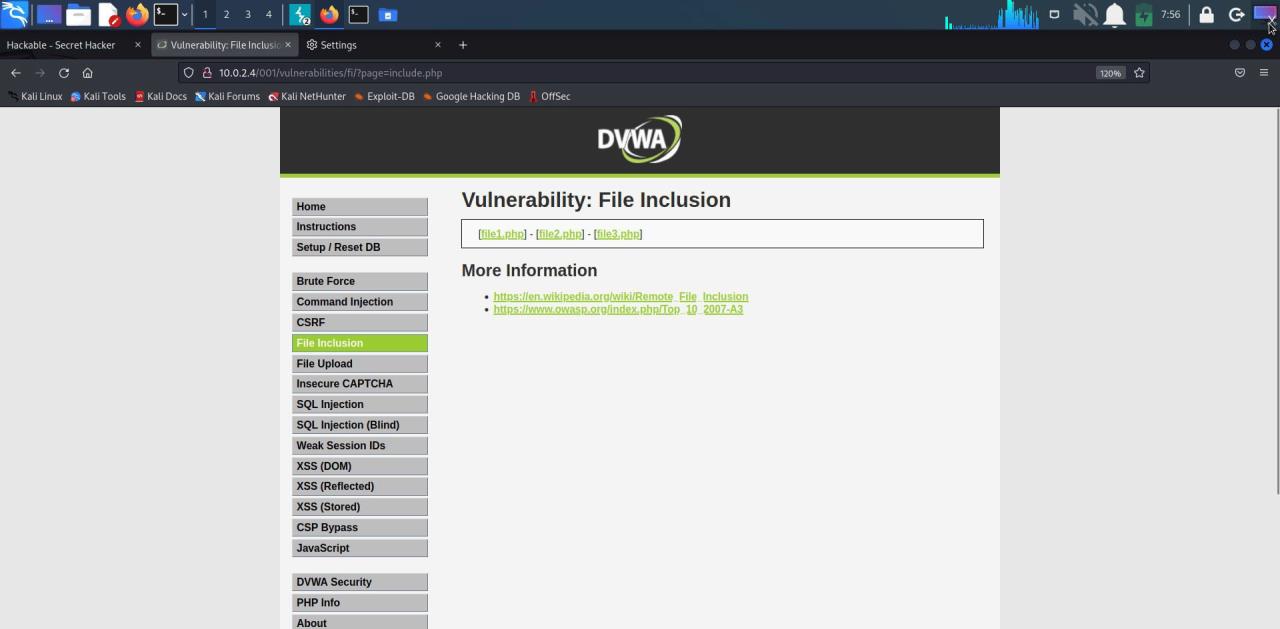 1 2 3 4 7:56
Hackable - Secret Hacker Vulnerability: File Inclusio Settings
10.0.2.4/001/vulnerabilities/fi/?page=include.php 120%
Kali Linux Kali Tools Kali Docs Kali Forums Kali NetHunter Exploit-DB Google Hacking DB OffSec
DVWA
Home
Instructions
Setup / Reset DB
Brute Force
Command Injection
CSRF
File Inclusion
File Upload
Insecure CAPTCHA
SQL Injection
SQL Injection (Blind)
Weak Session IDs
XSS (DOM)
XSS (Reflected)
XSS (Stored)
CSP Bypass
JavaScript
DVWA Security
PHP Info
About
Vulnerability: File Inclusion
[file1.php] - [file2.php] - [file3.php]
More Information
https://en.wikipedia.org/wiki/Remote_File_Inclusion
https://www.owasp.org/index.php/Top_10_2007-A3